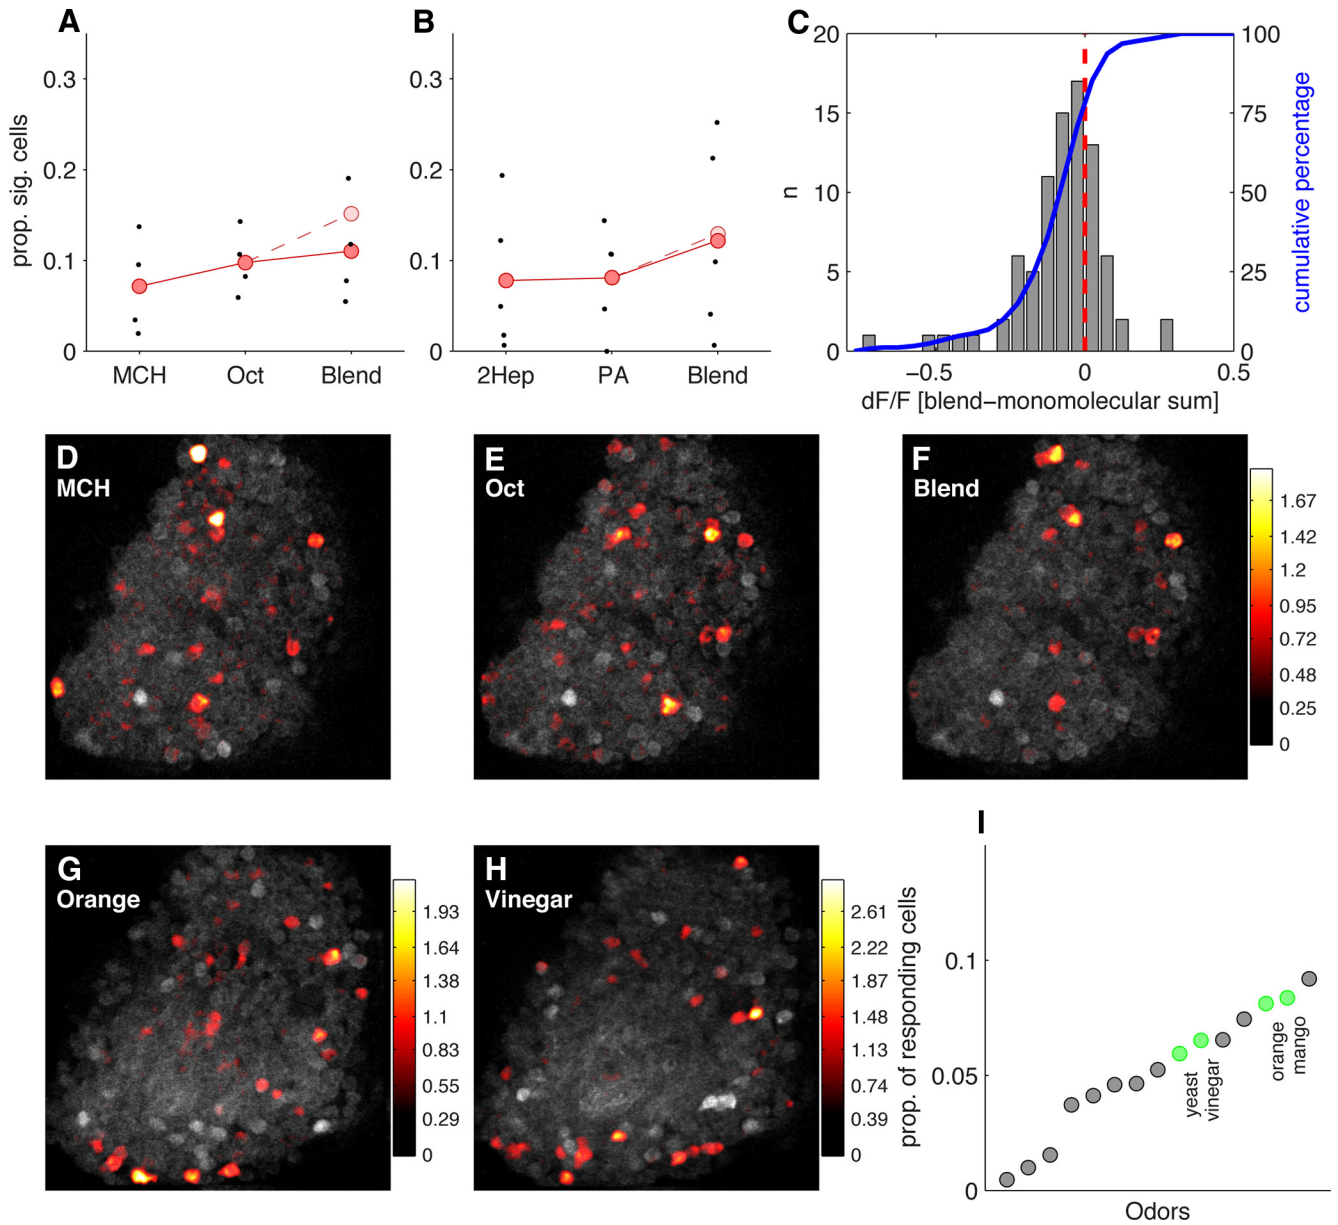 A
B
C
prop. sig. cells
0.3
0.2
0.1
0
MCH
Oct
Blend
0.3
0.2
0.1
0
2Hep
PA
Blend
n
20
15
10
5
0
−0.5
0
0.5
dF/F [blend−monomolecular sum]
100
75
50
25
0
cumulative percentage
D
MCH
E
Oct
F
Blend
1.67
1.42
1.2
0.95
0.72
0.48
0.25
0
G
Orange
1.93
1.64
1.38
1.1
0.83
0.55
0.29
0
H
Vinegar
2.61
2.22
1.87
1.48
1.13
0.74
0.39
0
I
prop. of responding cells
0.1
0.05
0
yeast
vinegar
orange
mango
Odors